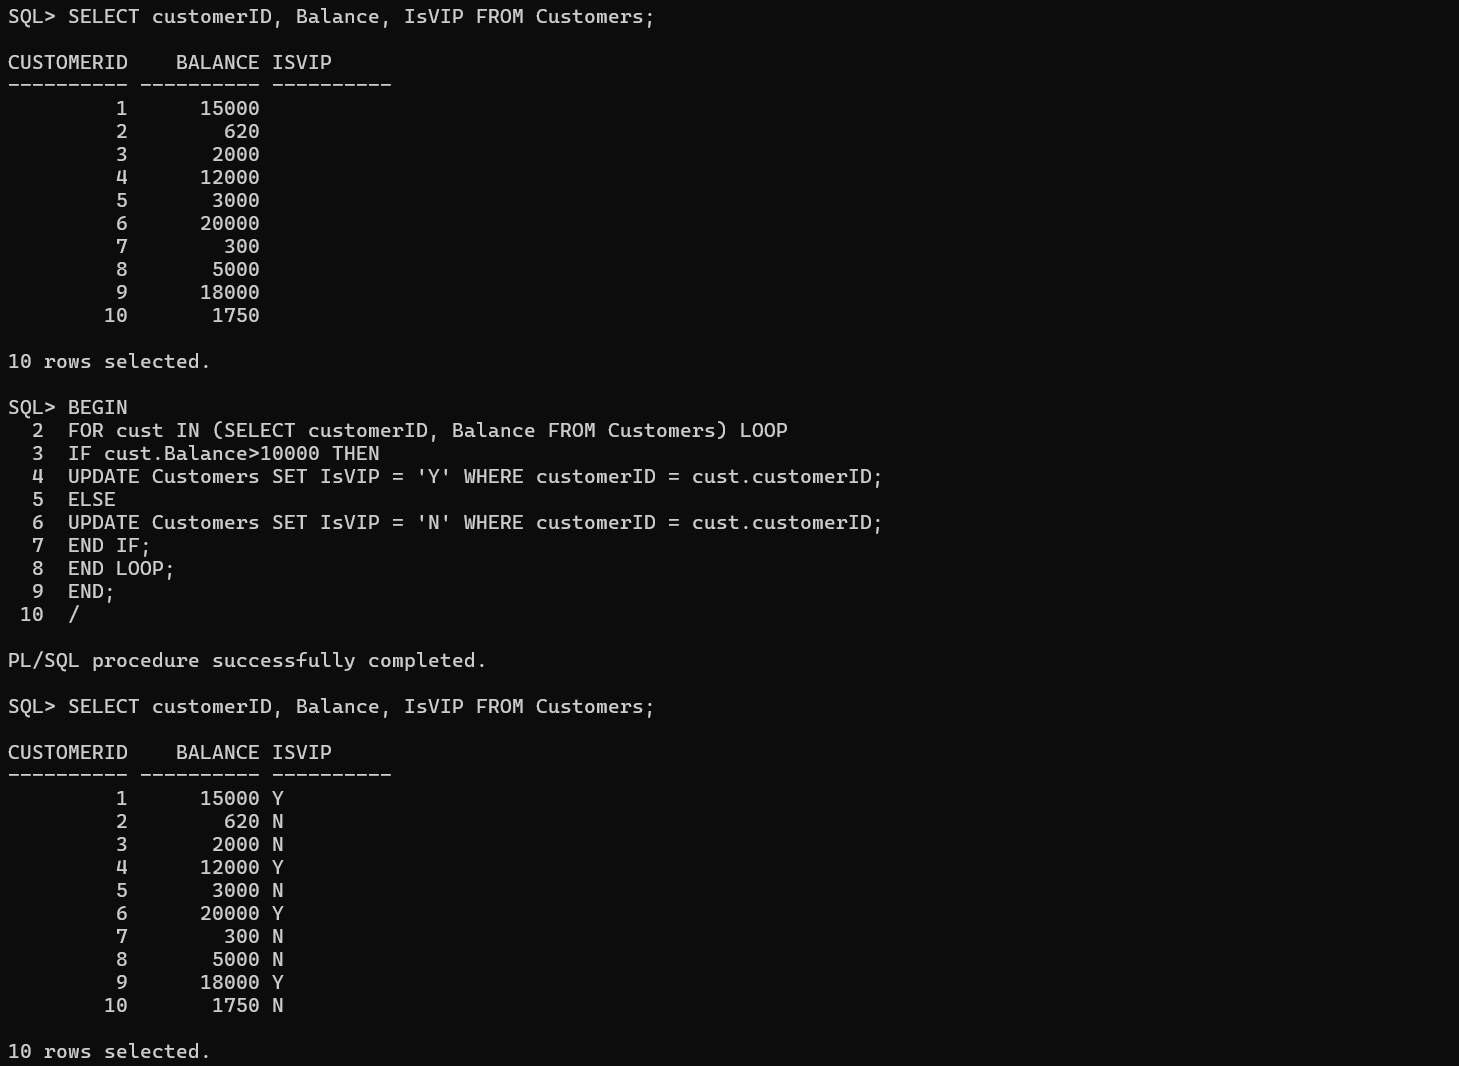 SQL> SELECT customerID, Balance, IsVIP FROM Customers;
CUSTOMERID    BALANCE ISVIP
---------- ---------- ----------
         1      15000
         2        620
         3       2000
         4      12000
         5       3000
         6      20000
         7        300
         8       5000
         9      18000
        10       1750
10 rows selected.
SQL> BEGIN
  2  FOR cust IN (SELECT customerID, Balance FROM Customers) LOOP
  3  IF cust.Balance>10000 THEN
  4  UPDATE Customers SET IsVIP = 'Y' WHERE customerID = cust.customerID;
  5  ELSE
  6  UPDATE Customers SET IsVIP = 'N' WHERE customerID = cust.customerID;
  7  END IF;
  8  END LOOP;
  9  END;
 10  /
PL/SQL procedure successfully completed.
SQL> SELECT customerID, Balance, IsVIP FROM Customers;
CUSTOMERID    BALANCE ISVIP
---------- ---------- ----------
         1      15000 Y
         2        620 N
         3       2000 N
         4      12000 Y
         5       3000 N
         6      20000 Y
         7        300 N
         8       5000 N
         9      18000 Y
        10       1750 N
10 rows selected.